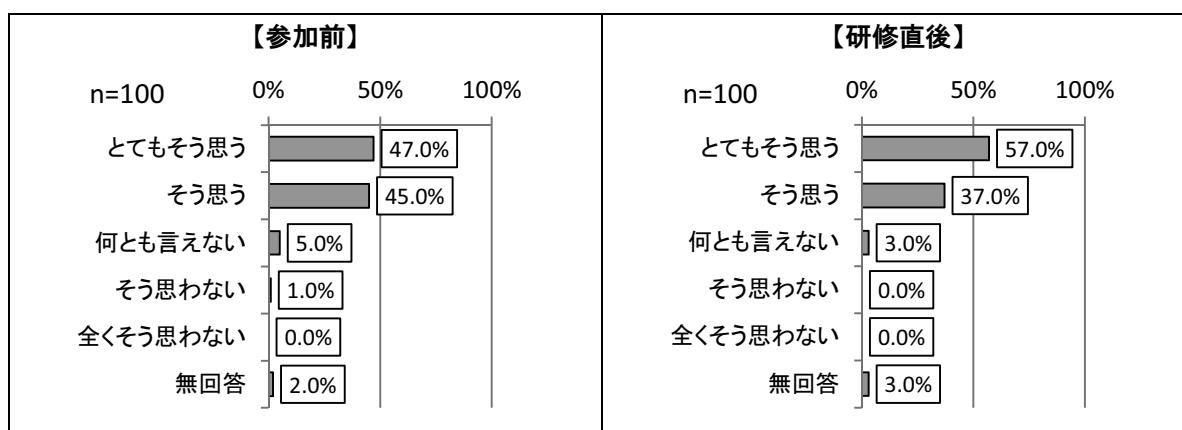 【参加前】
n=100
0% 50% 100%
とてもそう思う 47.0%
そう思う 45.0%
何とも言えない 5.0%
そう思わない 1.0%
全くそう思わない 0.0%
無回答 2.0%
【研修直後】
n=100
0% 50% 100%
とてもそう思う 57.0%
そう思う 37.0%
何とも言えない 3.0%
そう思わない 0.0%
全くそう思わない 0.0%
無回答 3.0%